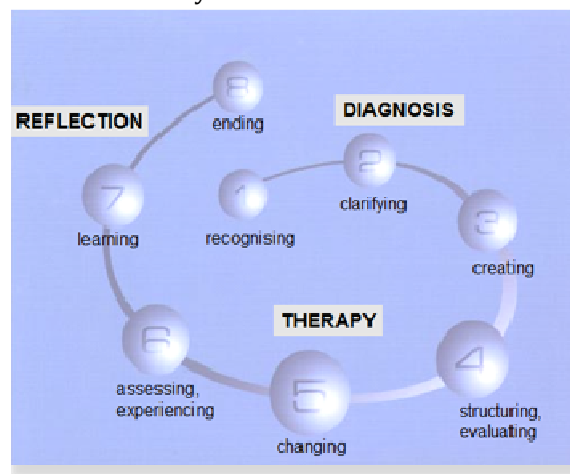 8
ending
REFLECTION
DIAGNOSIS
2
clarifying
7
learning
1
recognising
3
creating
THERAPY
6
assessing,
experiencing
5
changing
4
structuring,
evaluating